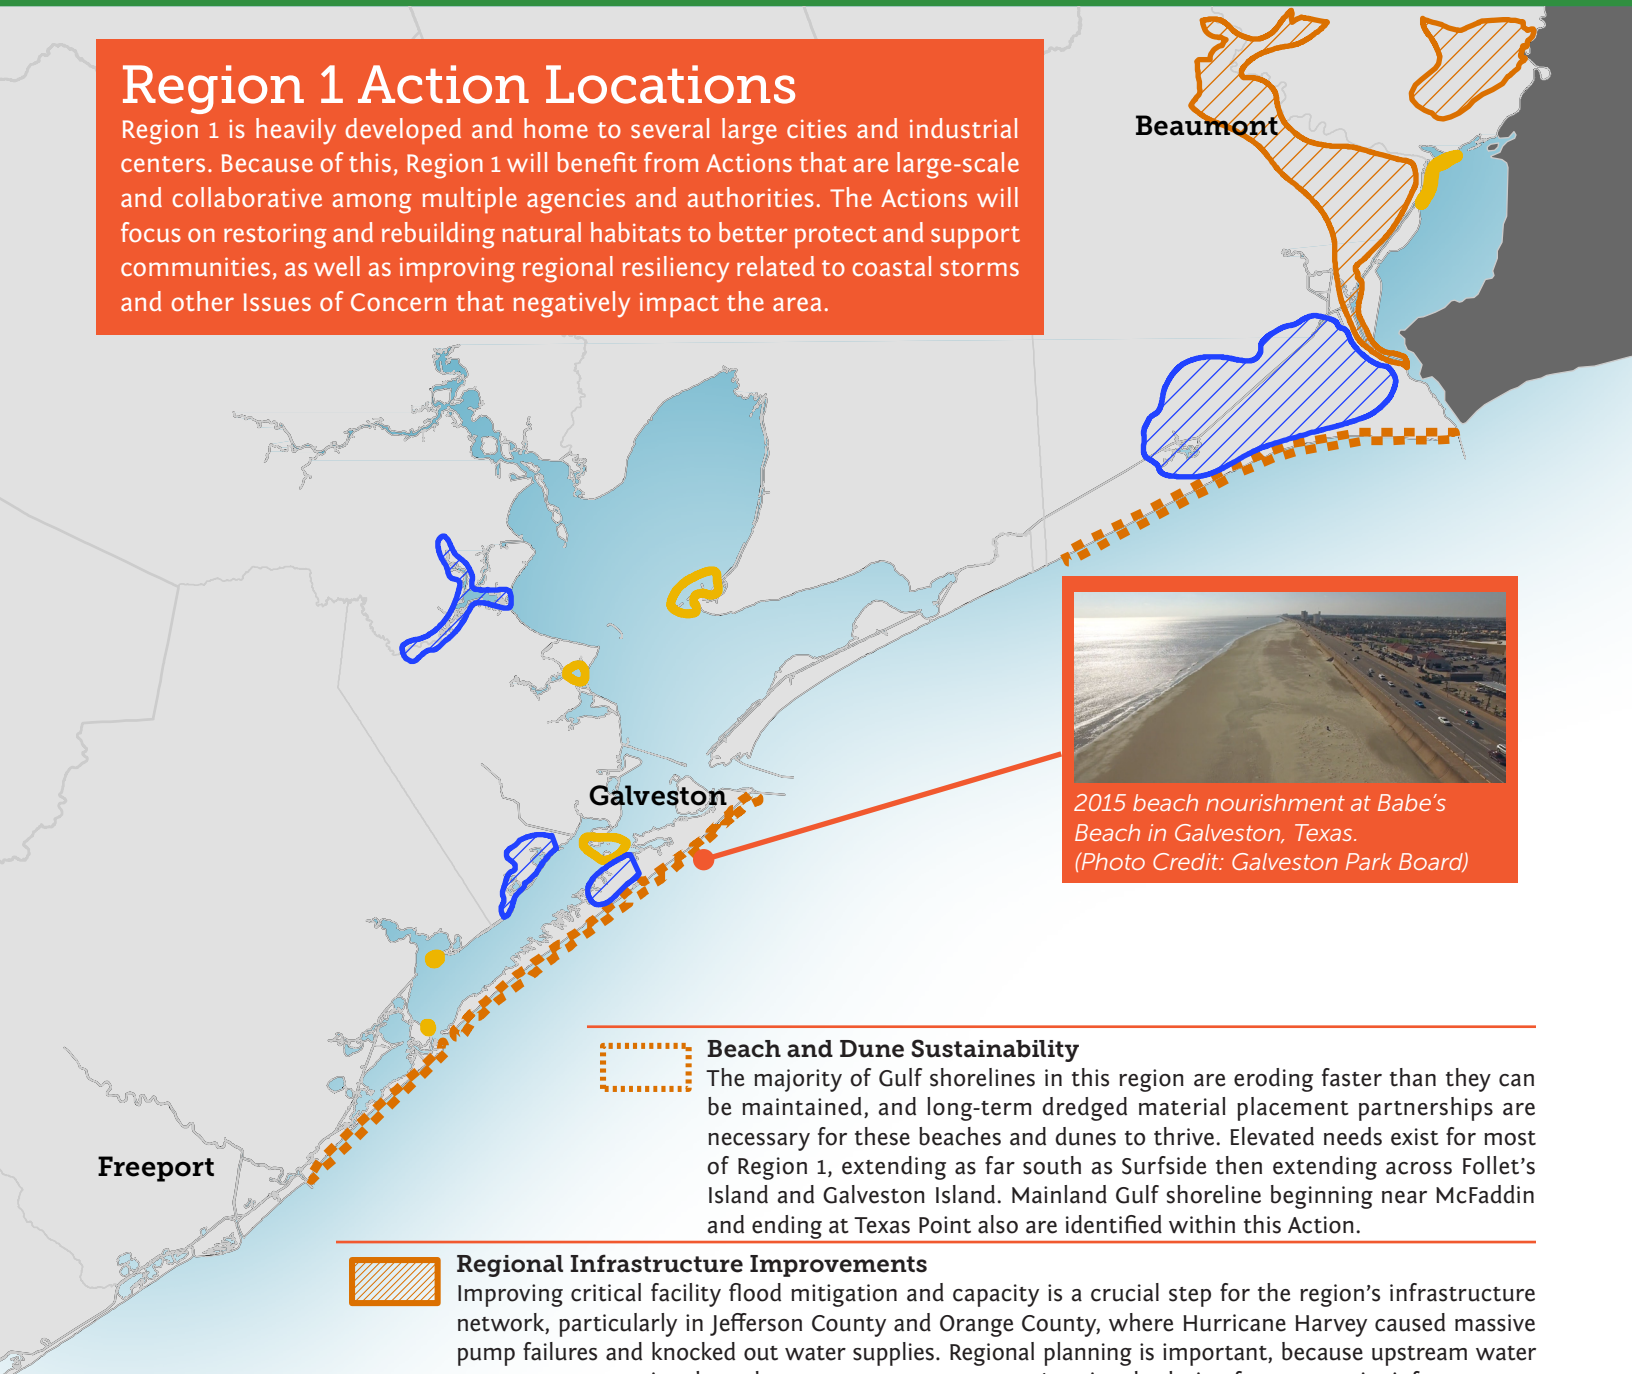 Region 1 Action Locations
Region 1 is heavily developed and home to several large cities and industrial
centers. Because of this, Region 1 will benefit from Actions that are large-scale
and collaborative among multiple agencies and authorities. The Actions will
focus on restoring and rebuilding natural habitats to better protect and support
communities, as well as improving regional resiliency related to coastal storms
and other Issues of Concern that negatively impact the area.
Beaumont
Galveston
2015 beach nourishment at Babe's
Beach in Galveston, Texas.
(Photo Credit: Galveston Park Board)
Freeport
Beach and Dune Sustainability
The majority of Gulf shorelines in this region are eroding faster than they can
be maintained, and long-term dredged material placement partnerships are
necessary for these beaches and dunes to thrive. Elevated needs exist for most
of Region 1, extending as far south as Surfside then extending across Follet's
Island and Galveston Island. Mainland Gulf shoreline beginning near McFaddin
and ending at Texas Point also are identified within this Action.
Regional Infrastructure Improvements
Improving critical facility flood mitigation and capacity is a crucial step for the region's infrastructure
network, particularly in Jefferson County and Orange County, where Hurricane Harvey caused massive
pump failures and knocked out water supplies. Regional planning is important, because upstream water